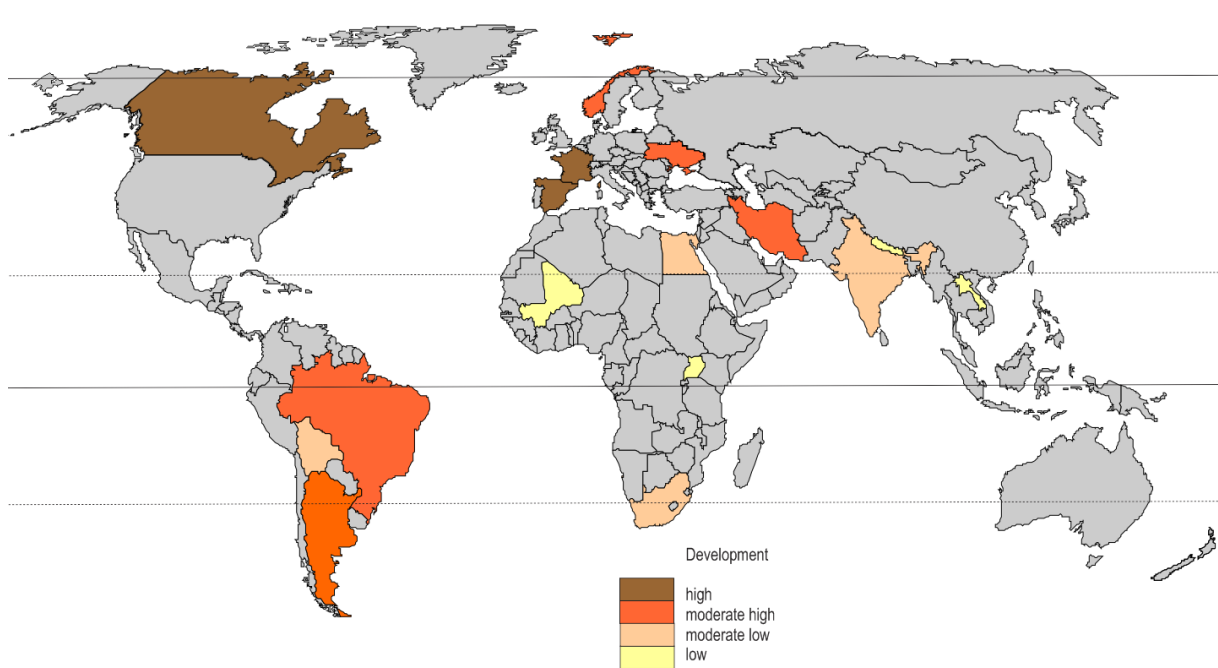 Development
high
moderate high
moderate low
low